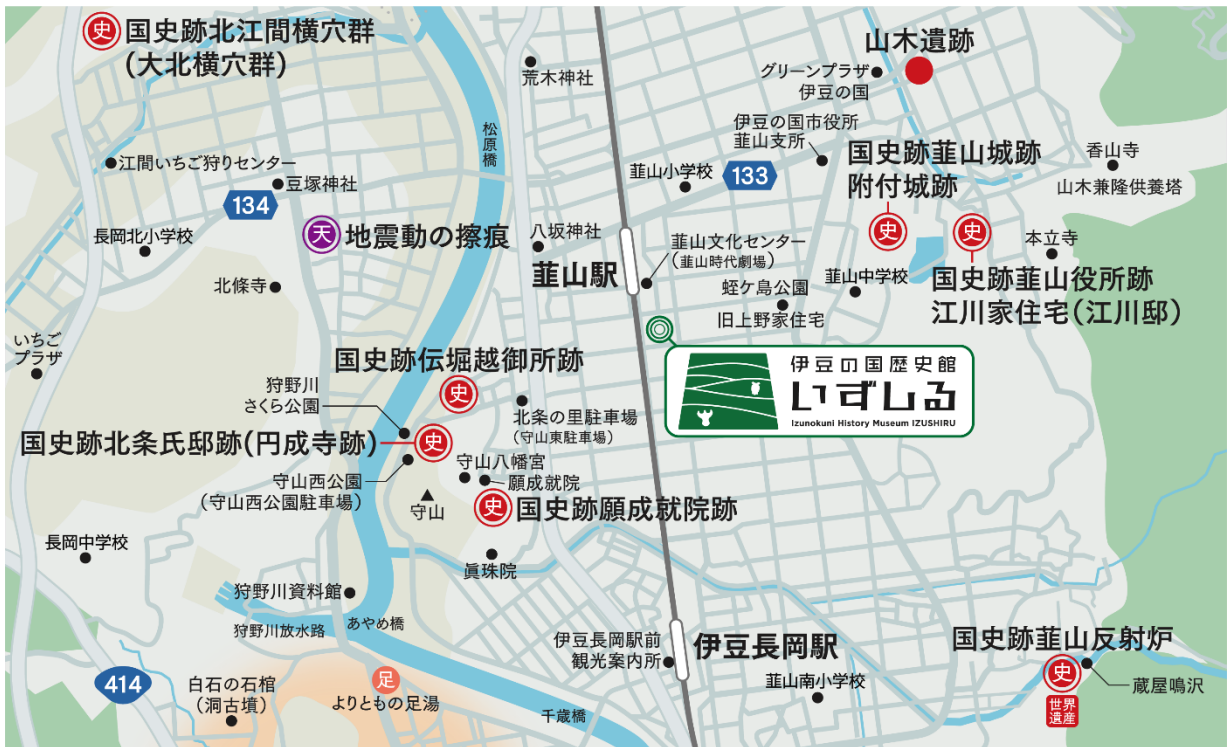 史 国史跡北江間横穴群
(大北横穴群)
荒木神社
山木遺跡
グリーンプラザ
伊豆の国
松原橋
伊豆の国市役所
韮山支所
江間いちご狩りセンター
134
豆塚神社
韮山小学校
133
国史跡韮山城跡
附付城跡
史
史
香山寺
山木兼隆供養塔
長岡北小学校
天 地震動の擦痕
八坂神社
韮山駅
韮山文化センター
(韮山時代劇場)
韮山中学校
本立寺
国史跡韮山役所跡
江川家住宅(江川邸)
北條寺
蛭ケ島公園
旧上野家住宅
いちご
プラザ
国史跡伝堀越御所跡
史
伊豆の国歴史館
いずしる
Izunokuni History Museum IZUSHIRU
狩野川
さくら公園
北条の里駐車場
(守山東駐車場)
国史跡北条氏邸跡(円成寺跡)
史
守山西公園
(守山西公園駐車場)
守山八幡宮
願成就院
守山
史 国史跡願成就院跡
長岡中学校
眞珠院
狩野川資料館
狩野川放水路
あやめ橋
伊豆長岡駅前
観光案内所
伊豆長岡駅
国史跡韮山反射炉
史
世界
遺産
蔵屋鳴沢
韮山南小学校
414
白石の石棺
(洞古墳)
足
よりともの足湯
千歳橋